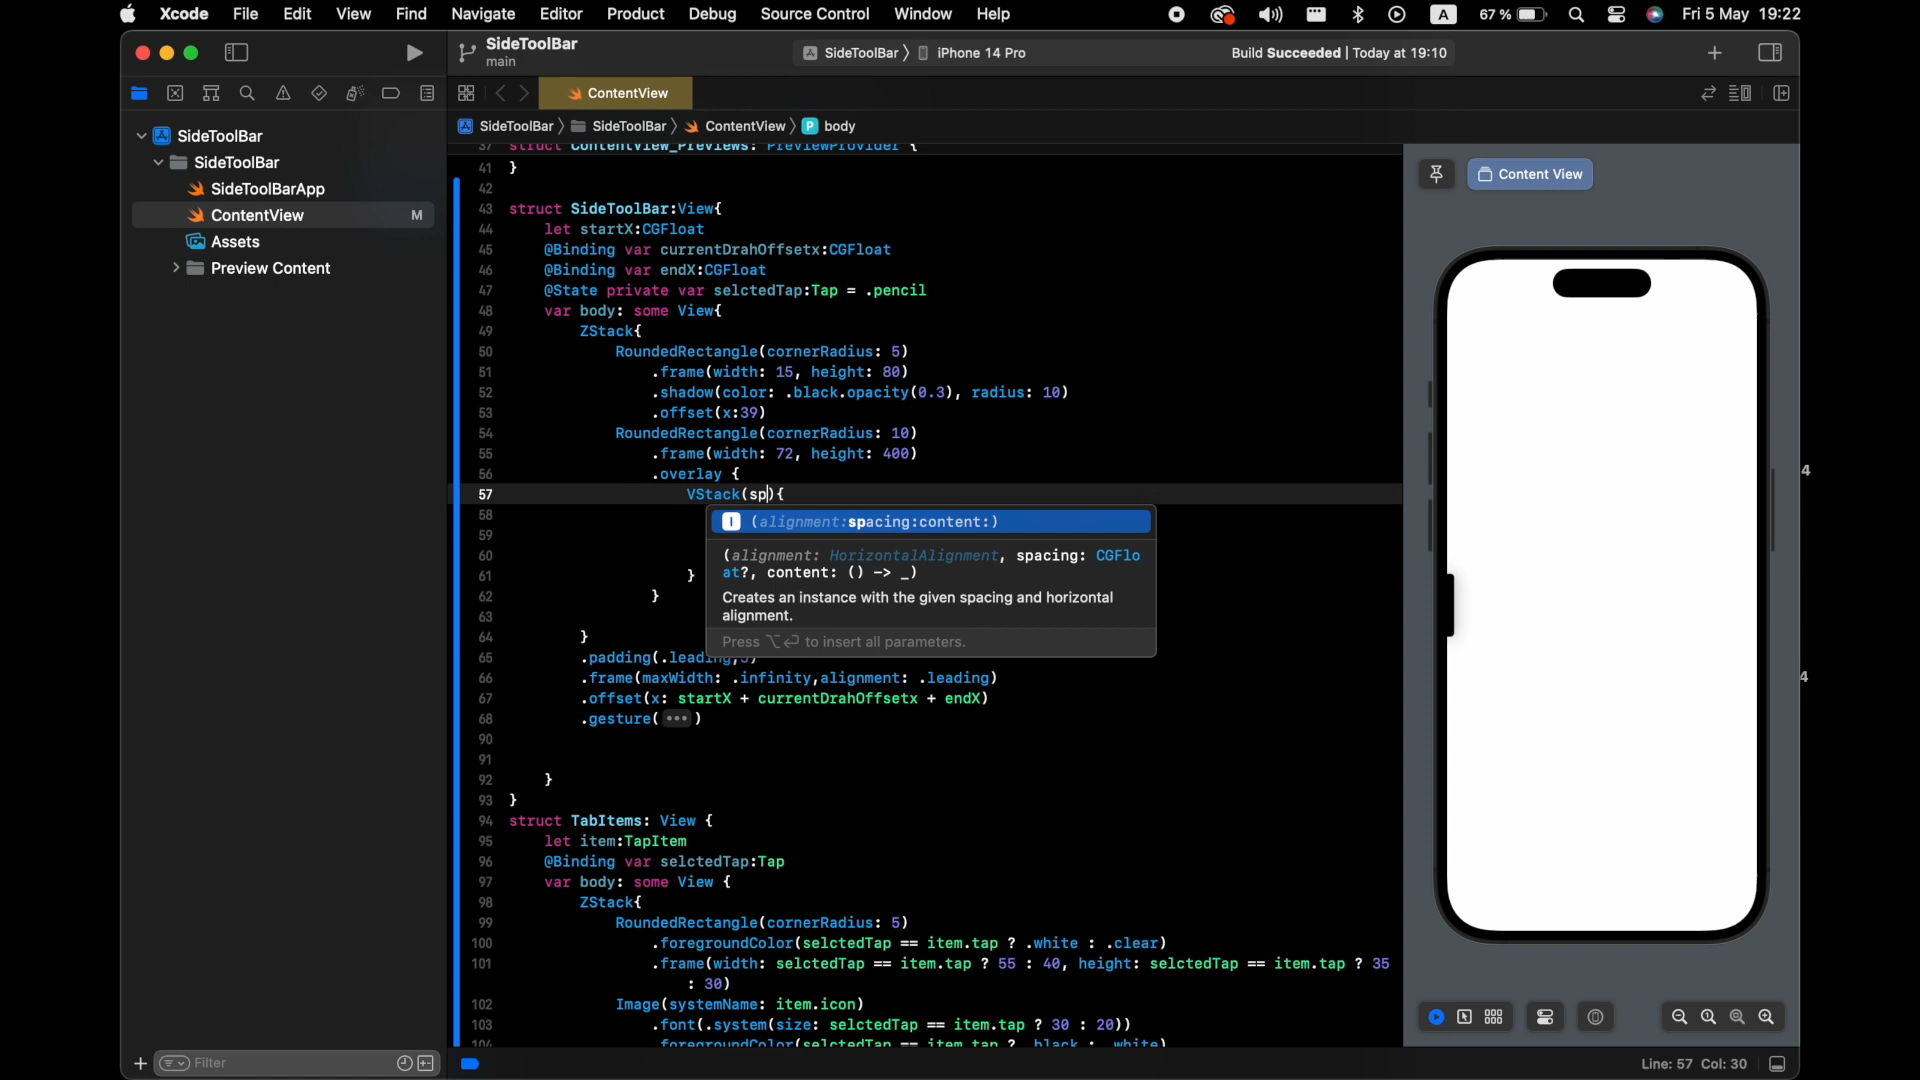 Xcode File Edit View Find Navigate Editor Product Debug Source Control Window Help A 67 % Fri 5 May 19:22
SideToolBar
main
SideToolBar 〉 iPhone 14 Pro
Build Succeeded | Today at 19:10
ContentView
SideToolBar 〉 SideToolBar 〉 ContentView 〉 P body
SideToolBar
SideToolBar
SideToolBarApp
ContentView M
Assets
Preview Content
37 struct ContentView_Previews: PreviewProvider {
41 }
42
43 struct SideToolBar:View{
44 let startX:CGFloat
45 @Binding var currentDrahOffsetx:CGFloat
46 @Binding var endX:CGFloat
47 @State private var selctedTap:Tap = .pencil
48 var body: some View{
49 ZStack{
50 RoundedRectangle(cornerRadius: 5)
51 .frame(width: 15, height: 80)
52 .shadow(color: .black.opacity(0.3), radius: 10)
53 .offset(x:39)
54 RoundedRectangle(cornerRadius: 10)
55 .frame(width: 72, height: 400)
56 .overlay {
57 VStack(sp){
58
59
60
61 }
62 }
63
64 }
65 .padding(.leading,5)
66 .frame(maxWidth: .infinity,alignment: .leading)
67 .offset(x: startX + currentDrahOffsetx + endX)
68 .gesture( ••• )
90
91
92 }
93 }
94 struct TabItems: View {
95 let item:TapItem
96 @Binding var selctedTap:Tap
97 var body: some View {
98 ZStack{
99 RoundedRectangle(cornerRadius: 5)
100 .foregroundColor(selctedTap == item.tap ? .white : .clear)
101 .frame(width: selctedTap == item.tap ? 55 : 40, height: selctedTap == item.tap ? 35
: 30)
102 Image(systemName: item.icon)
103 .font(.system(size: selctedTap == item.tap ? 30 : 20))
104 .foregroundColor(selctedTap == item.tap ? .black : .white)
I (alignment:spacing:content:)
(alignment: HorizontalAlignment, spacing: CGFlo
at?, content: () -> _)
Creates an instance with the given spacing and horizontal
alignment.
Press ⌥↩ to insert all parameters.
Content View
4
4
Filter
Line: 57 Col: 30